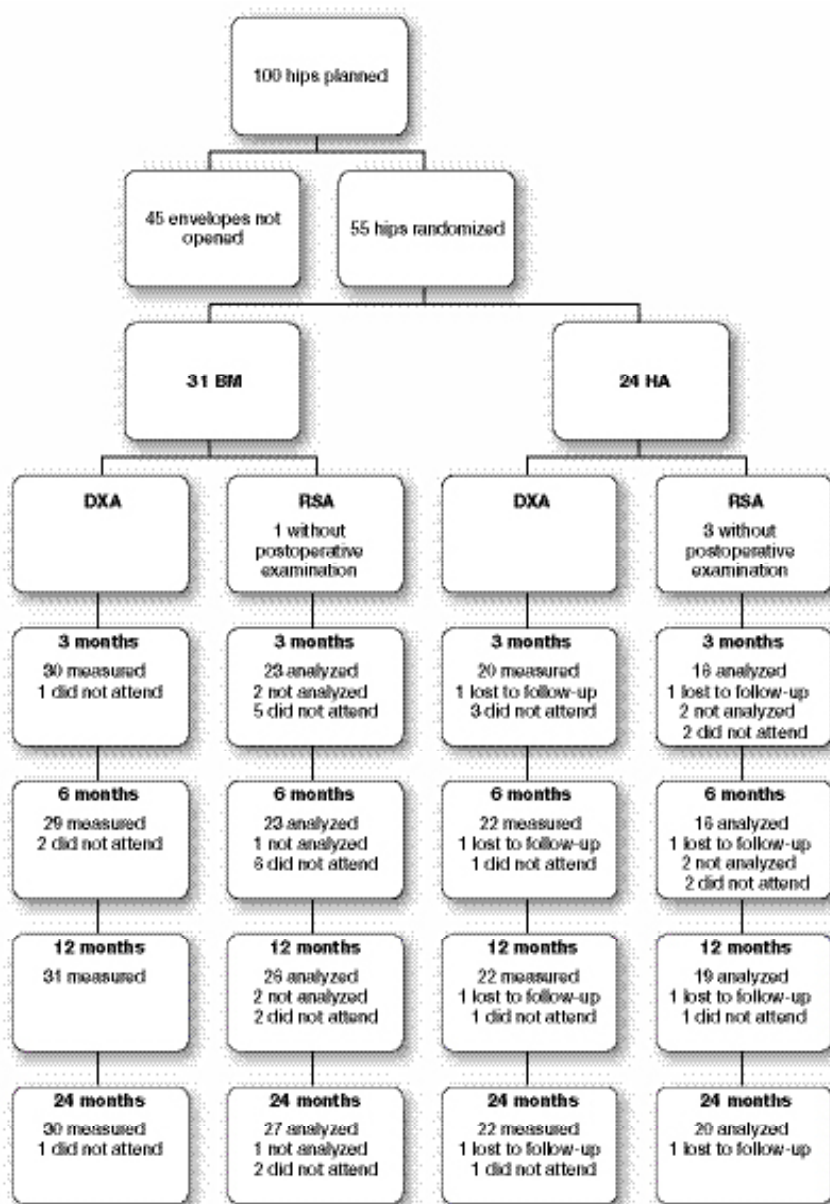 100 hips planned
45 envelopes not
opened
55 hips randomized
31 BM
24 HA
DXA
RSA
1 without
postoperative
examination
DXA
RSA
3 without
postoperative
examination
3 months
30 measured
1 did not attend
3 months
23 analyzed
2 not analyzed
5 did not attend
3 months
20 measured
1 lost to follow-up
3 did not attend
3 months
16 analyzed
1 lost to follow-up
2 not analyzed
2 did not attend
6 months
29 measured
2 did not attend
6 months
23 analyzed
1 not analyzed
6 did not attend
6 months
22 measured
1 lost to follow-up
1 did not attend
6 months
16 analyzed
1 lost to follow-up
2 not analyzed
2 did not attend
12 months
31 measured
12 months
26 analyzed
2 not analyzed
2 did not attend
12 months
22 measured
1 lost to follow-up
1 did not attend
12 months
19 analyzed
1 lost to follow-up
1 did not attend
24 months
30 measured
1 did not attend
24 months
27 analyzed
1 not analyzed
2 did not attend
24 months
22 measured
1 lost to follow-up
1 did not attend
24 months
20 analyzed
1 lost to follow-up